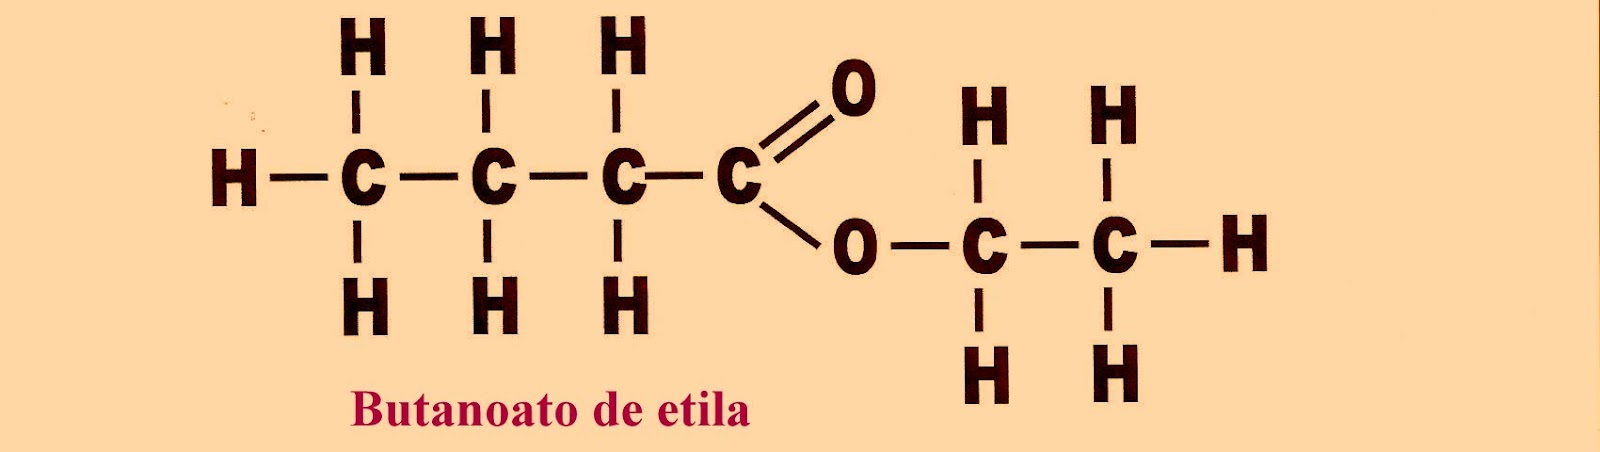 H H H
O
H H
H C C C C
O C C H
H H H
H H
Butanoato de etila